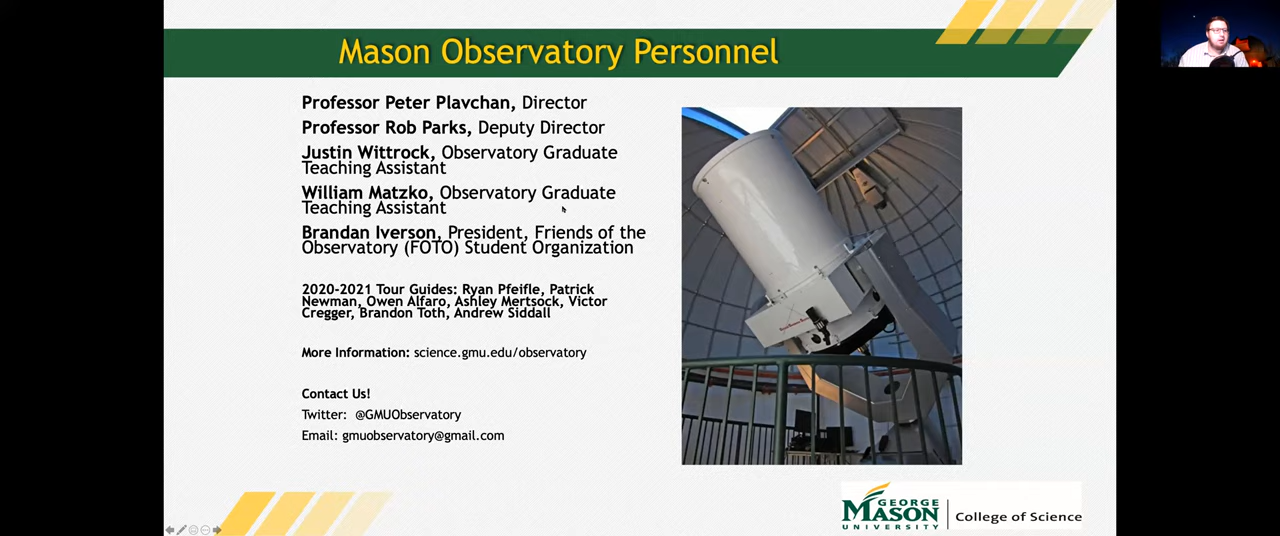 Mason Observatory Personnel
Professor Peter Plavchan, Director
Professor Rob Parks, Deputy Director
Justin Wittrock, Observatory Graduate
Teaching Assistant
William Matzko, Observatory Graduate
Teaching Assistant
Brandan Iverson, President, Friends of the
Observatory (FOTO) Student Organization
2020-2021 Tour Guides: Ryan Pfeifle, Patrick
Newman, Owen Alfaro, Ashley Mertsock, Victor
Cregger, Brandon Toth, Andrew Siddall
More Information: science.gmu.edu/observatory
Contact Us!
Twitter: @GMUObservatory
Email: gmuobservatory@gmail.com
GEORGE
MASON
UNIVERSITY
College of Science